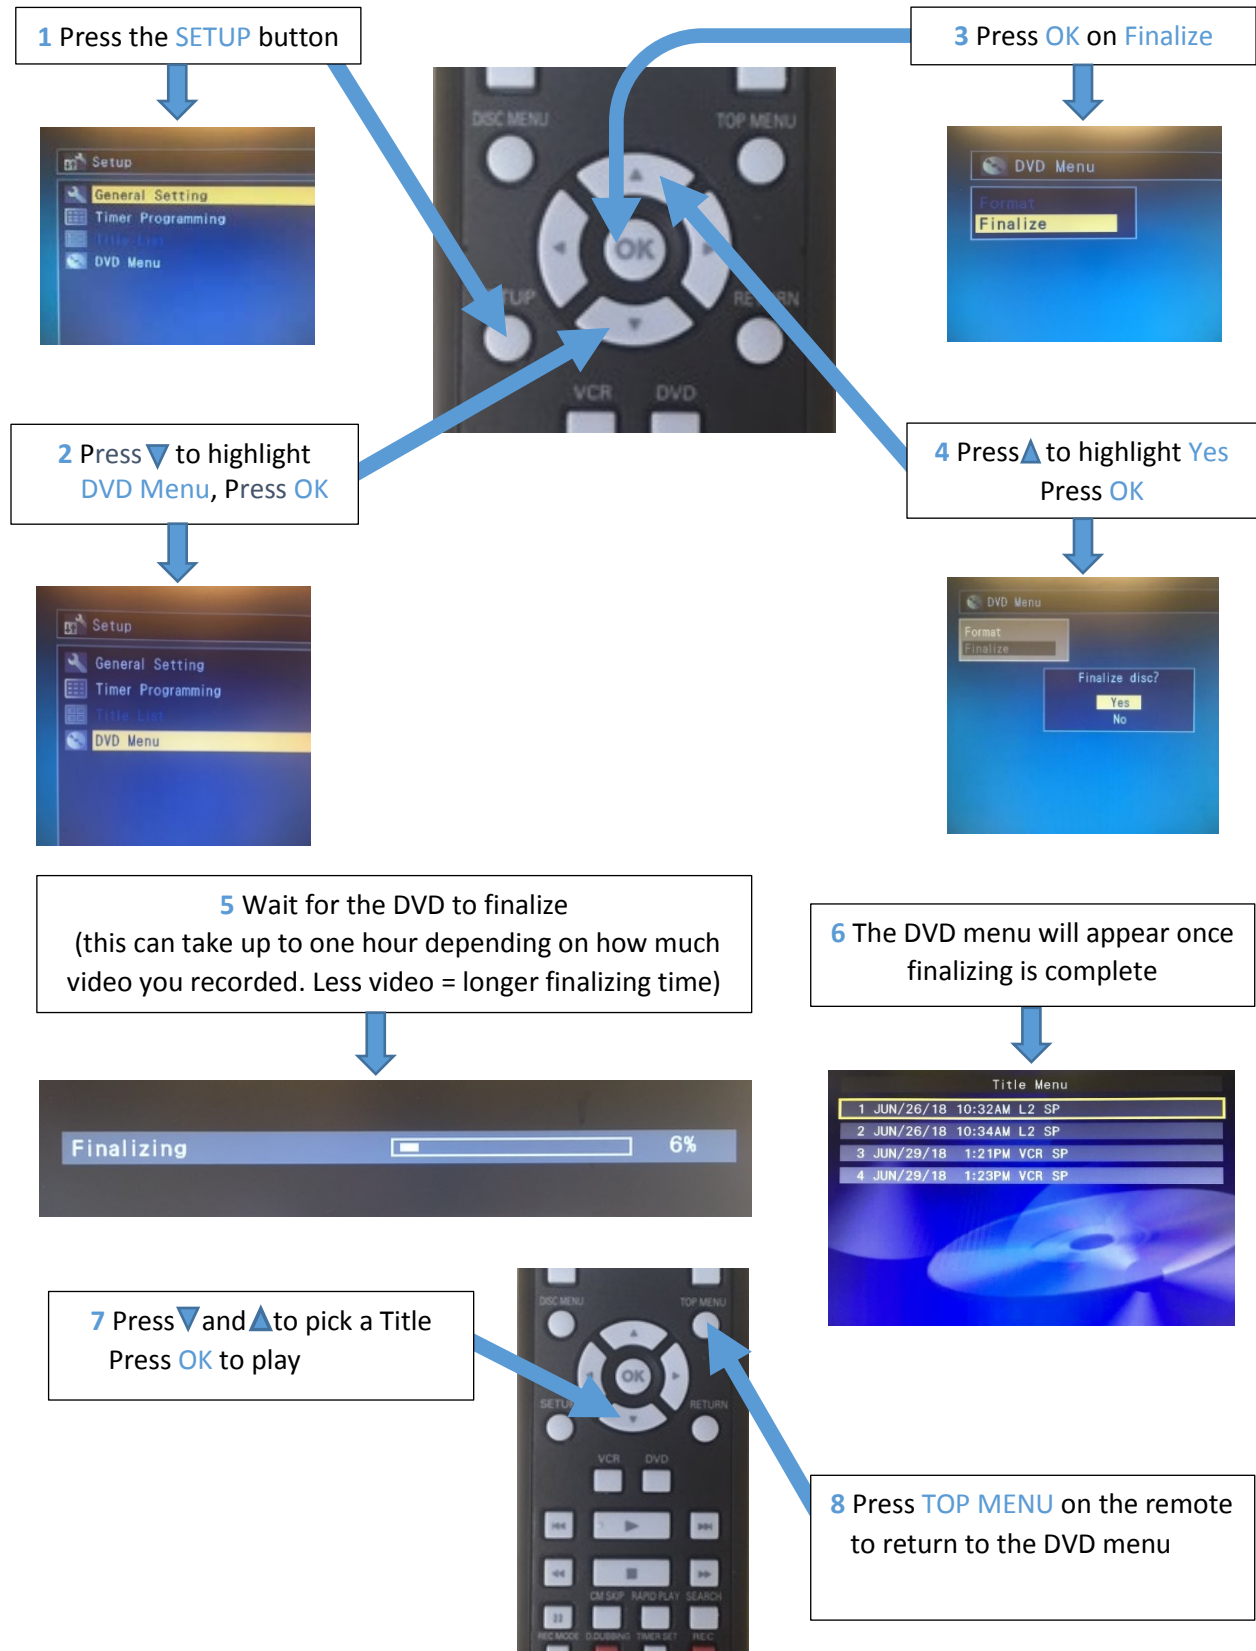 1 Press the SETUP button
Setup
General Setting
Timer Programming
Title List
DVD Menu
DISC MENU
TOP MENU
OK
SETUP
RETURN
VCR
DVD
3 Press OK on Finalize
DVD Menu
Format
Finalize
2 Press ▼ to highlight
DVD Menu, Press OK
Setup
General Setting
Timer Programming
Title List
DVD Menu
4 Press ▲ to highlight Yes
Press OK
DVD Menu
Format
Finalize
Finalize disc?
Yes
No
5 Wait for the DVD to finalize
(this can take up to one hour depending on how much
video you recorded. Less video = longer finalizing time)
Finalizing 6%
6 The DVD menu will appear once
finalizing is complete
Title Menu
1 JUN/26/18 10:32AM L2 SP
2 JUN/26/18 10:34AM L2 SP
3 JUN/29/18 1:21PM VCR SP
4 JUN/29/18 1:23PM VCR SP
7 Press ▼ and ▲ to pick a Title
Press OK to play
DISC MENU
TOP MENU
OK
SETUP
RETURN
VCR
DVD
CM SKIP RAPID PLAY SEARCH
REC MODE D.DUBBING TIMER SET REC
8 Press TOP MENU on the remote
to return to the DVD menu